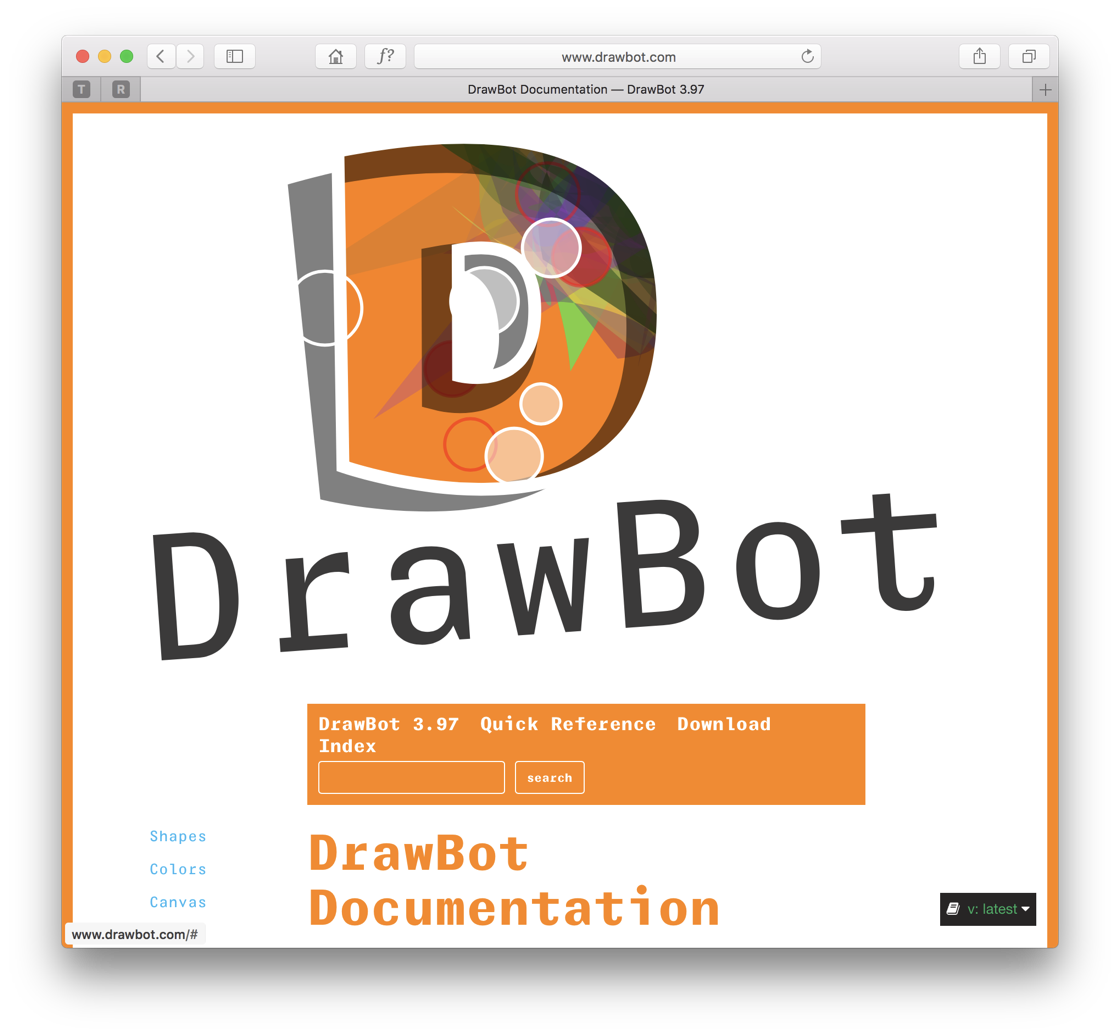 f?
www.drawbot.com
T
R
DrawBot Documentation — DrawBot 3.97
D
D
DrawBot
DrawBot 3.97 Quick Reference Download
Index
search
Shapes
Colors
Canvas
DrawBot
Documentation
v: latest
www.drawbot.com/#